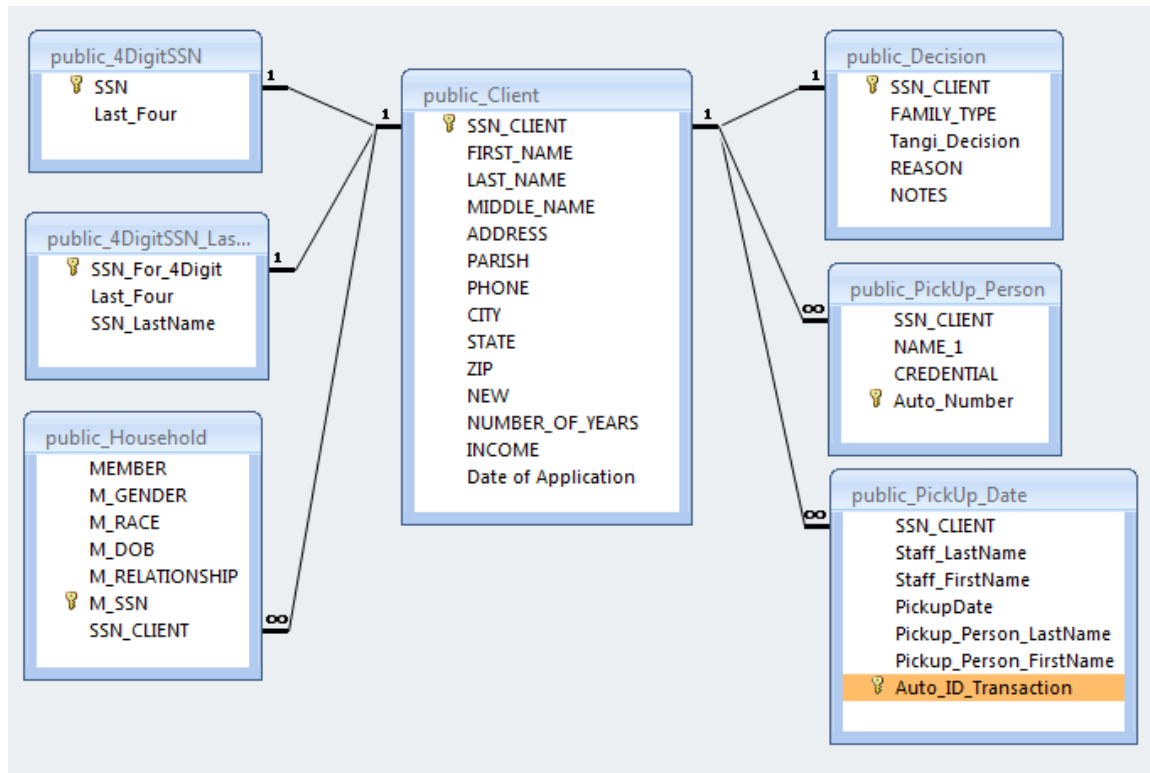 public_4DigitSSN
SSN
Last_Four
1
public_4DigitSSN_Las...
SSN_For_4Digit
Last_Four
SSN_LastName
1
public_Household
MEMBER
M_GENDER
M_RACE
M_DOB
M_RELATIONSHIP
M_SSN
SSN_CLIENT
∞
1
public_Client
SSN_CLIENT
FIRST_NAME
LAST_NAME
MIDDLE_NAME
ADDRESS
PARISH
PHONE
CITY
STATE
ZIP
NEW
NUMBER_OF_YEARS
INCOME
Date of Application
1
1
public_Decision
SSN_CLIENT
FAMILY_TYPE
Tangi_Decision
REASON
NOTES
∞
public_PickUp_Person
SSN_CLIENT
NAME_1
CREDENTIAL
Auto_Number
∞
public_PickUp_Date
SSN_CLIENT
Staff_LastName
Staff_FirstName
PickupDate
Pickup_Person_LastName
Pickup_Person_FirstName
Auto_ID_Transaction